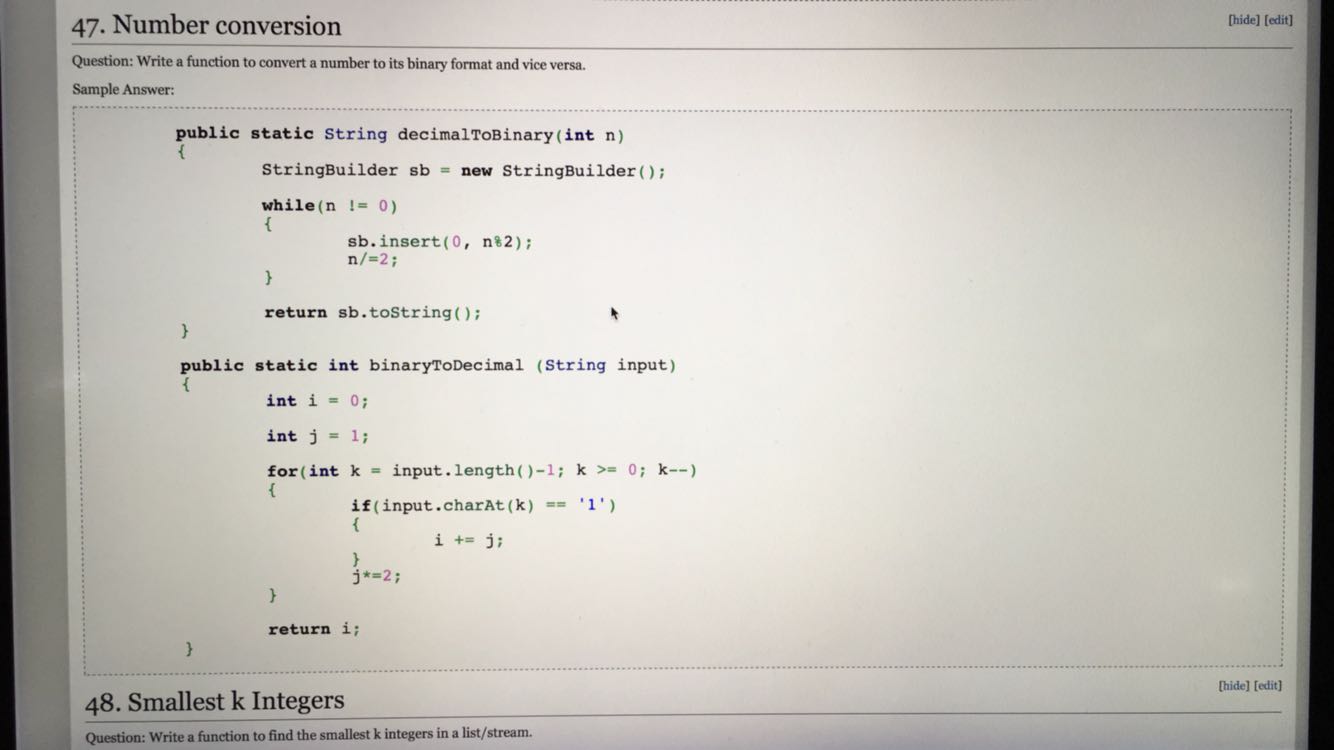 47. Number conversion
[hide] [edit]
Question: Write a function to convert a number to its binary format and vice versa.
Sample Answer:
public static String decimalToBinary(int n)
{
StringBuilder sb = new StringBuilder();
while(n != 0)
{
sb.insert(0, n%2);
n/=2;
}
return sb.toString();
}
public static int binaryToDecimal (String input)
{
int i = 0;
int j = 1;
for(int k = input.length()-1; k >= 0; k--)
{
if(input.charAt(k) == '1')
{
i += j;
}
j*=2;
}
return i;
}
48. Smallest k Integers
[hide] [edit]
Question: Write a function to find the smallest k integers in a list/stream.